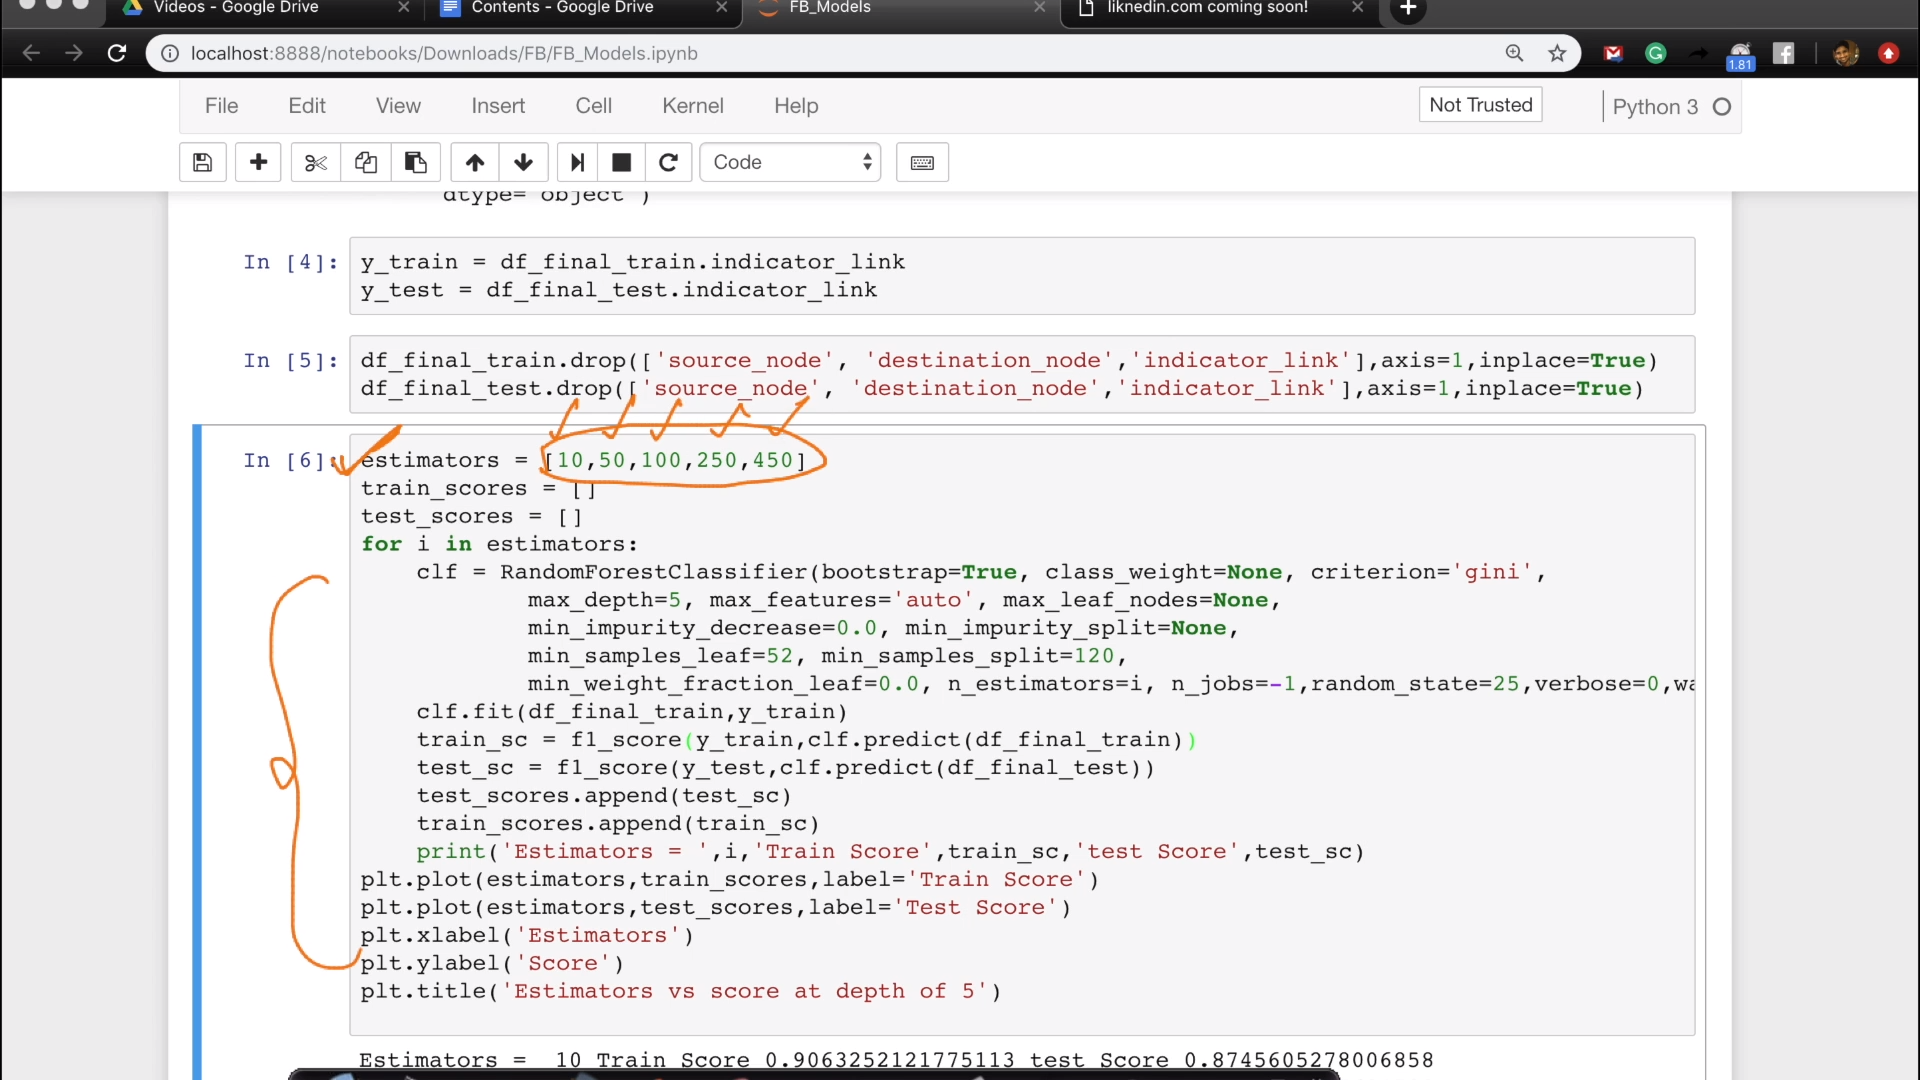 Videos - Google Drive
Contents - Google Drive
FB_Models
liknedin.com coming soon!
localhost:8888/notebooks/Downloads/FB/FB_Models.ipynb
1.81
File Edit View Insert Cell Kernel Help
Not Trusted
Python 3
Code
dtype='object')
In [4]:
y_train = df_final_train.indicator_link
y_test = df_final_test.indicator_link
In [5]:
df_final_train.drop(['source_node', 'destination_node','indicator_link'],axis=1,inplace=True)
df_final_test.drop(['source_node', 'destination_node','indicator_link'],axis=1,inplace=True)
In [6]:
estimators = [10,50,100,250,450]
train_scores = []
test_scores = []
for i in estimators:
    clf = RandomForestClassifier(bootstrap=True, class_weight=None, criterion='gini',
            max_depth=5, max_features='auto', max_leaf_nodes=None,
            min_impurity_decrease=0.0, min_impurity_split=None,
            min_samples_leaf=52, min_samples_split=120,
            min_weight_fraction_leaf=0.0, n_estimators=i, n_jobs=-1,random_state=25,verbose=0,wa
    clf.fit(df_final_train,y_train)
    train_sc = f1_score(y_train,clf.predict(df_final_train))
    test_sc = f1_score(y_test,clf.predict(df_final_test))
    test_scores.append(test_sc)
    train_scores.append(train_sc)
    print('Estimators = ',i,'Train Score',train_sc,'test Score',test_sc)
plt.plot(estimators,train_scores,label='Train Score')
plt.plot(estimators,test_scores,label='Test Score')
plt.xlabel('Estimators')
plt.ylabel('Score')
plt.title('Estimators vs score at depth of 5')
Estimators =  10 Train Score 0.9063252121775113 test Score 0.8745605278006858